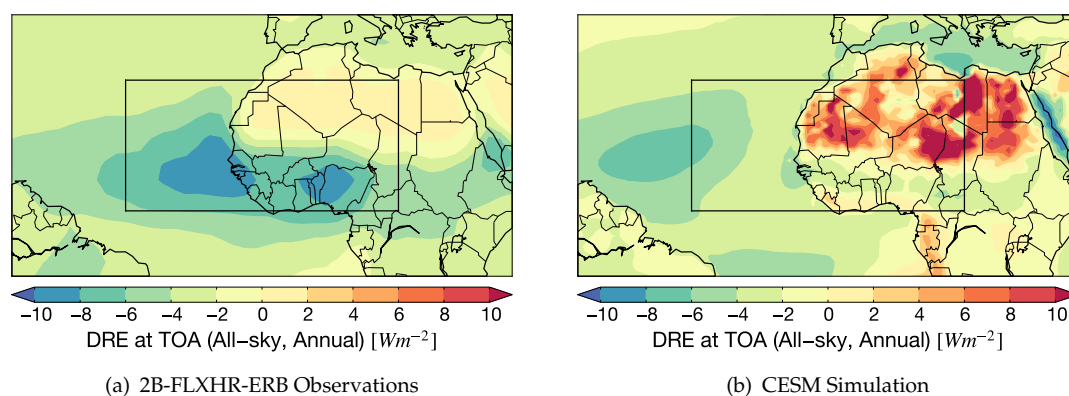 −10 −8 −6 −4 −2 0 2 4 6 8 10
DRE at TOA (All−sky, Annual) [Wm⁻²]
(a) 2B-FLXHR-ERB Observations
−10 −8 −6 −4 −2 0 2 4 6 8 10
DRE at TOA (All−sky, Annual) [Wm⁻²]
(b) CESM Simulation